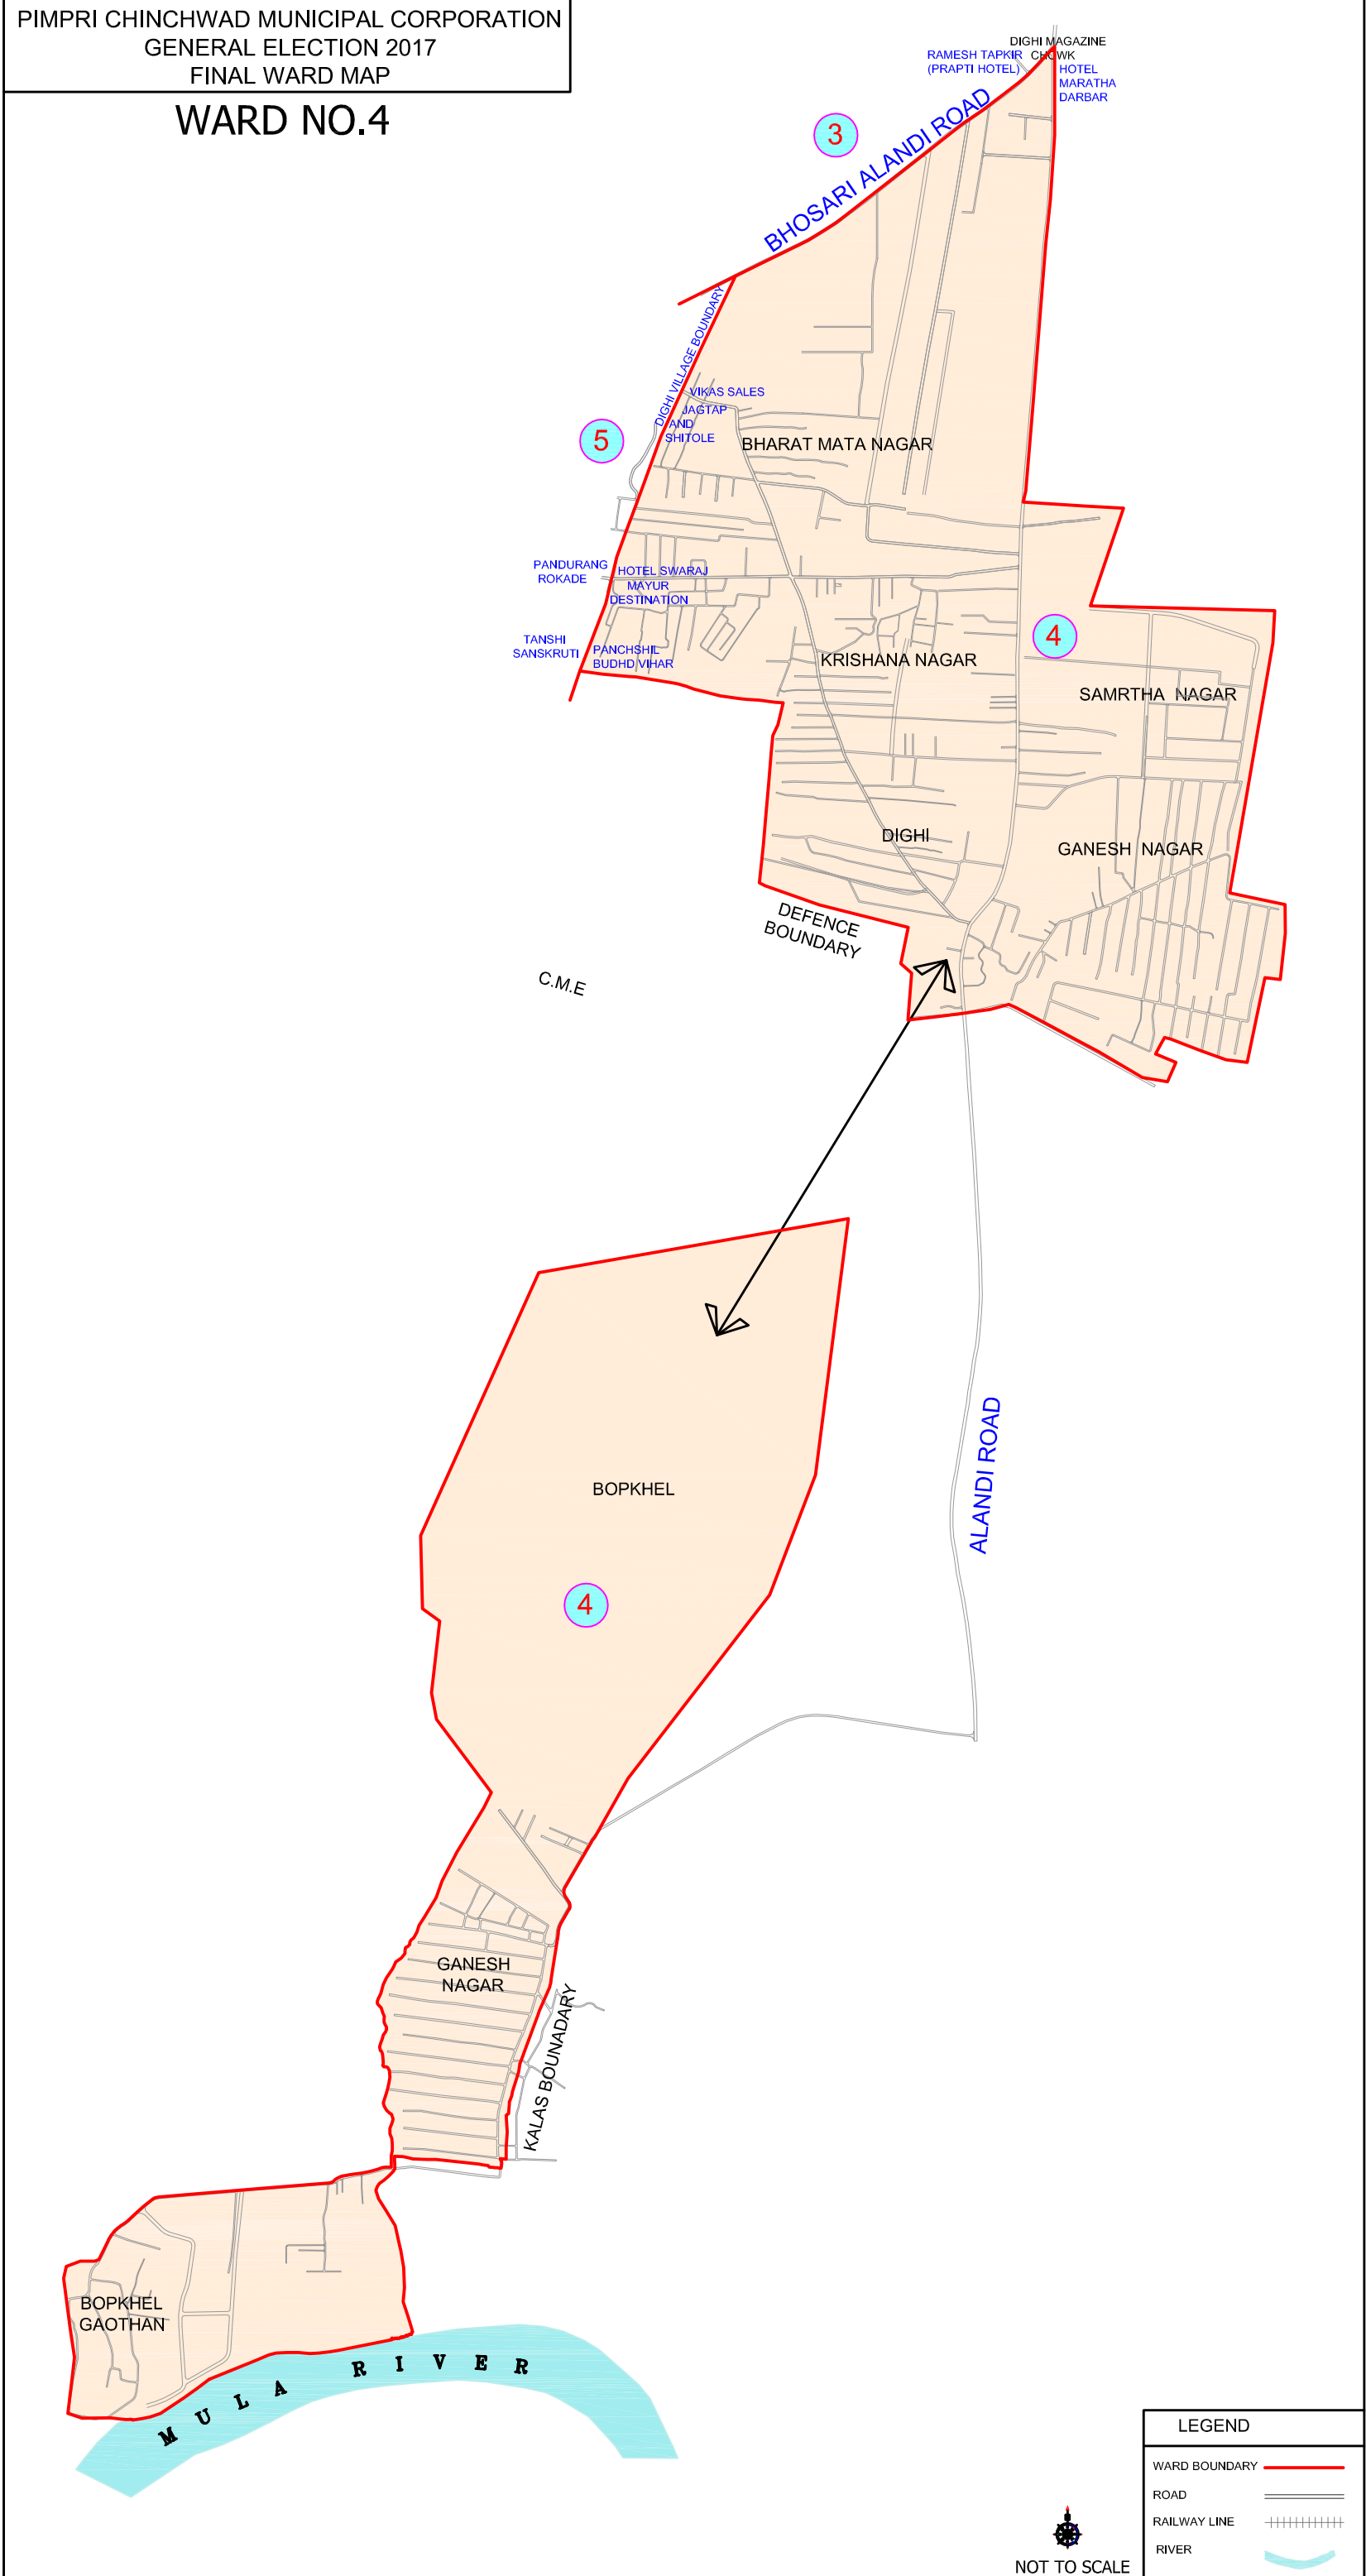 PIMPRI CHINCHWAD MUNICIPAL CORPORATION
GENERAL ELECTION 2017
FINAL WARD MAP
WARD NO.4
DIGHI MAGAZINE
CHOWK
RAMESH TAPKIR
(PRAPTI HOTEL)
HOTEL
MARATHA
DARBAR
3
BHOSARI ALANDI ROAD
DIGHI VILLAGE BOUNDARY
VIKAS SALES
JAGTAP
AND
SHITOLE
5
BHARAT MATA NAGAR
PANDURANG
ROKADE
HOTEL SWARAJ
MAYUR
DESTINATION
TANSHI
SANSKRUTI
PANCHSHIL
BUDHD VIHAR
4
KRISHANA NAGAR
SAMRTHA NAGAR
DIGHI
GANESH NAGAR
DEFENCE
BOUNDARY
C.M.E
ALANDI ROAD
BOPKHEL
4
GANESH
NAGAR
KALAS BOUNADARY
BOPKHEL
GAOTHAN
MULA RIVER
LEGEND
WARD BOUNDARY
ROAD
RAILWAY LINE
RIVER
NOT TO SCALE